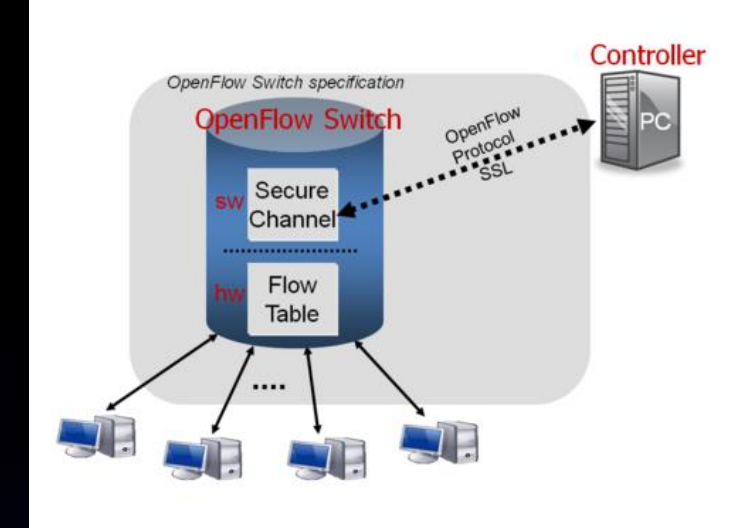 Controller
OpenFlow Switch specification
OpenFlow Switch
PC
OpenFlow
Protocol
SSL
sw
Secure
Channel
hw
Flow
Table